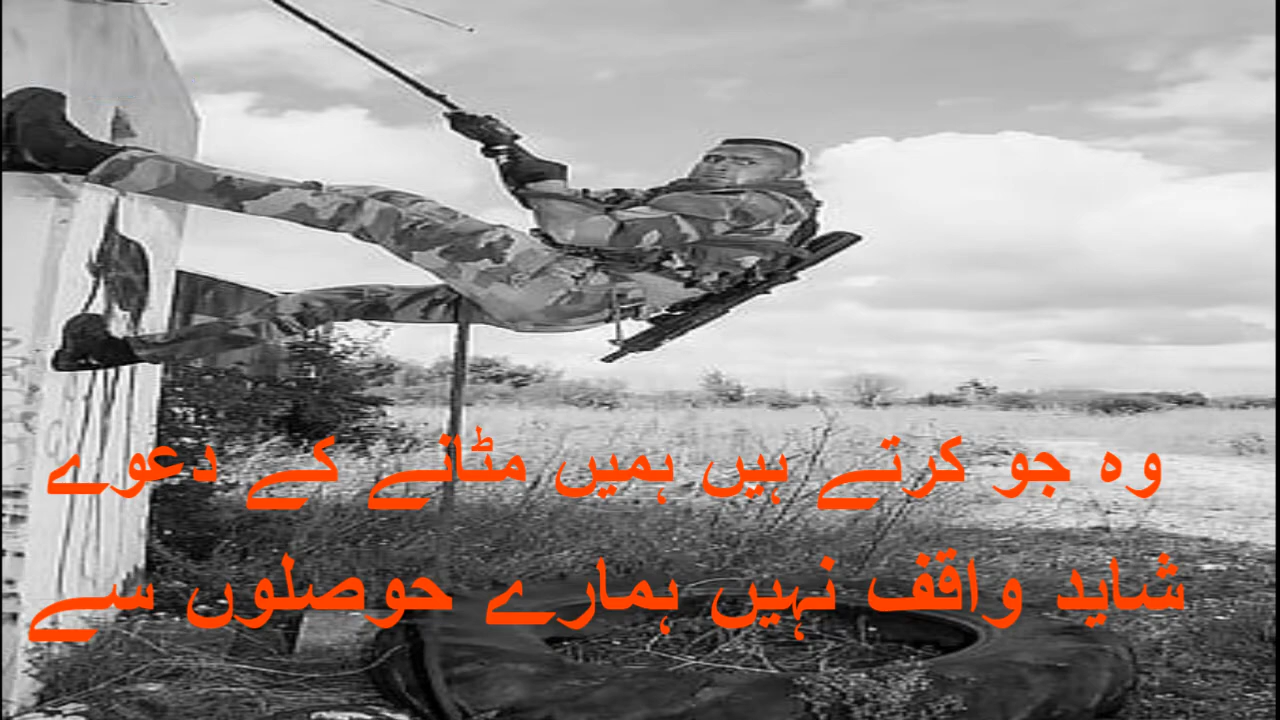 وہ جو کرتے ہیں ہمیں مٹانے کے دعوے
شاید واقف نہیں ہمارے حوصلوں سے